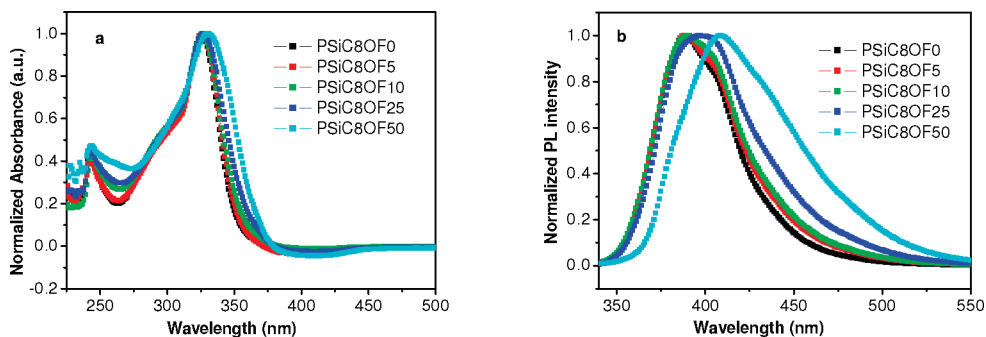 a
PSiC8OF0
PSiC8OF5
PSiC8OF10
PSiC8OF25
PSiC8OF50
1.0
0.8
0.6
0.4
0.2
0.0
-0.2
Normalized Absorbance (a.u.)
250 300 350 400 450 500
Wavelength (nm)
b
PSiC8OF0
PSiC8OF5
PSiC8OF10
PSiC8OF25
PSiC8OF50
1.0
0.8
0.6
0.4
0.2
0.0
Normalized PL intensity
350 400 450 500 550
Wavelength (nm)